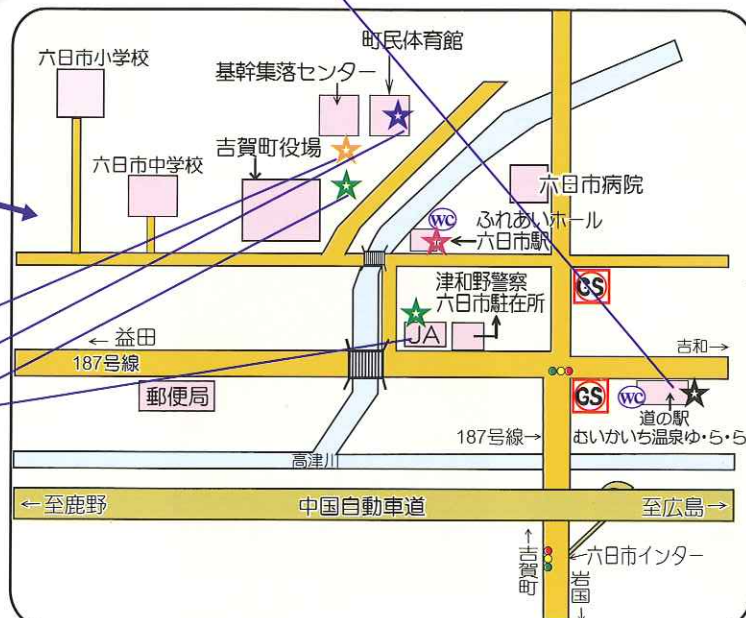 町民体育館
六日市小学校
基幹集落センター
吉賀町役場
六日市中学校
六日市病院
WC
ふれあいホール
六日市駅
GS
津和野警察
六日市駐在所
JA
←益田
187号線
吉和→
郵便局
GS
WC
道の駅
187号線→
むいかいち温泉ゆ・ら・ら
高津川
←至鹿野
中国自動車道
至広島→
←吉賀町
←六日市インター
岩国→